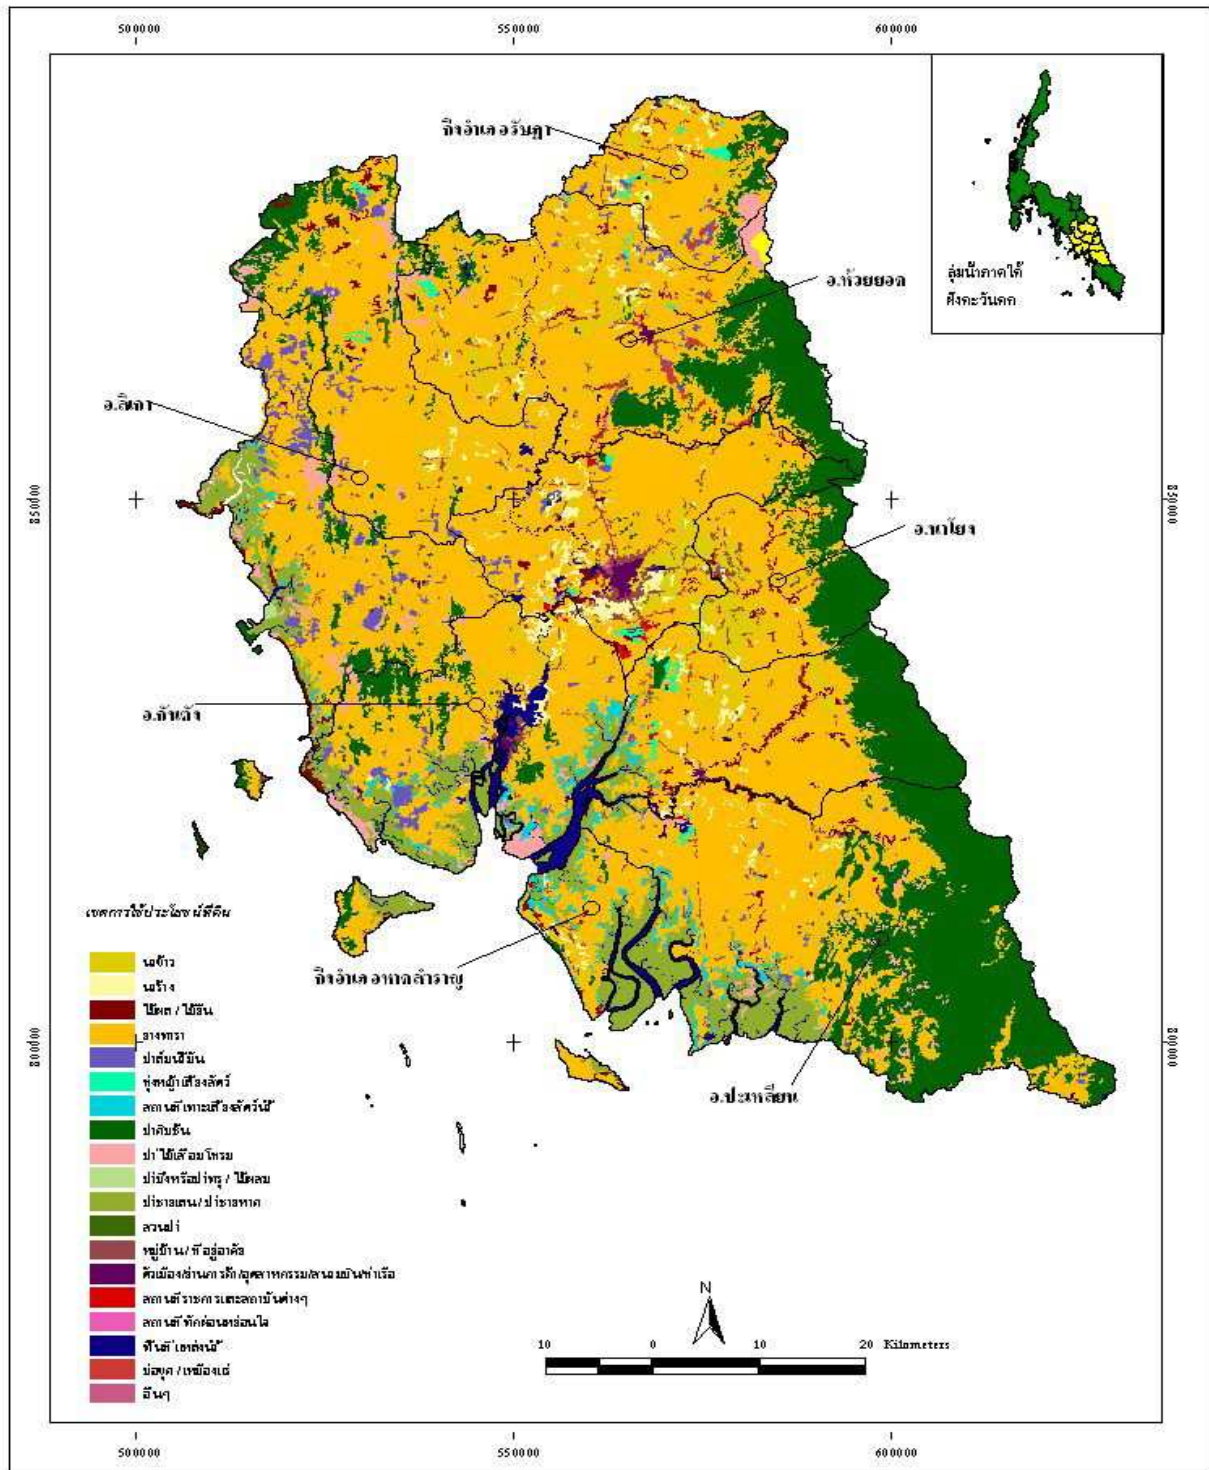 500000 550000 600000
กิ่งอำเภอรัษฎา
อ.ห้วยยอด
ลุ่มน้ำภาคใต้
ฝั่งตะวันตก
อ.สิเกา
850000 850000
อ.นาโยง
อ.กันตัง
เขตการใช้ประโยชน์ที่ดิน
กิ่งอำเภอหาดสำราญ
นาข้าว
นาร้าง
ไม้ผล / ไม้ยืนต้น
ยางพารา
800000 800000
ปาล์มน้ำมัน
ทุ่งหญ้าเลี้ยงสัตว์
อ.ปะเหลียน
สถานที่เพาะเลี้ยงสัตว์น้ำ
ป่าดิบชื้น
ป่าไม้เสื่อมโทรม
ป่าบึงหรือป่าพรุ / ไม้ผสม
ป่าชายเลน / ป่าชายหาด
สวนป่า
หมู่บ้าน / ที่อยู่อาศัย
ตัวเมือง/ย่านการค้า/อุตสาหกรรม/สนามบิน/ท่าเรือ
สถานที่ราชการและสถาบันต่างๆ
สถานที่พักผ่อนหย่อนใจ
พื้นที่แหล่งน้ำ
บ่อขุด / เหมืองแร่
อื่นๆ
N
10 0 10 20 Kilometers
500000 550000 600000